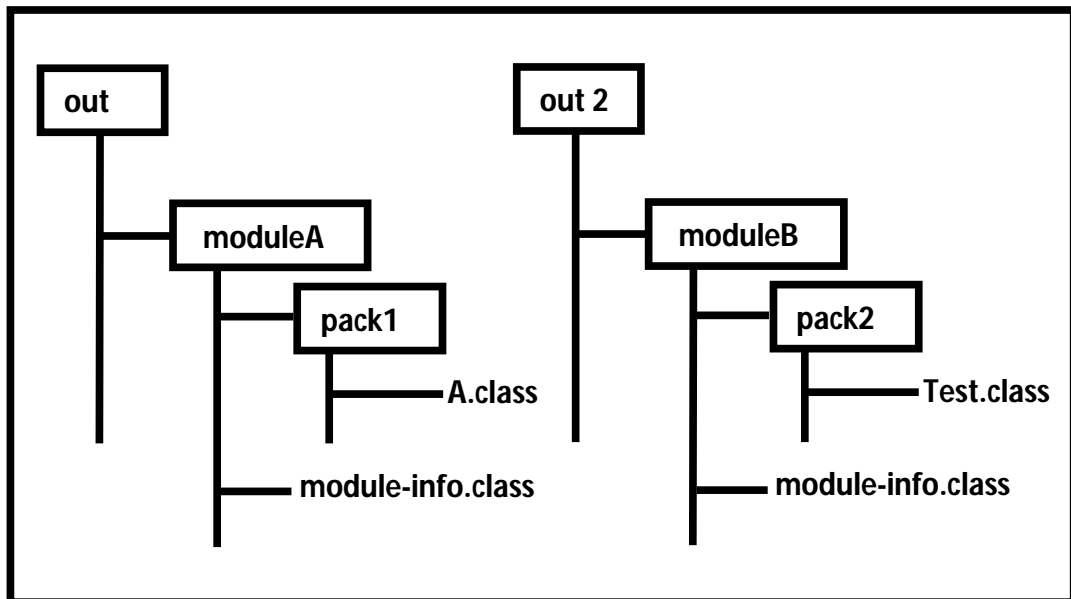 out
moduleA
pack1
A.class
module-info.class
out 2
moduleB
pack2
Test.class
module-info.class